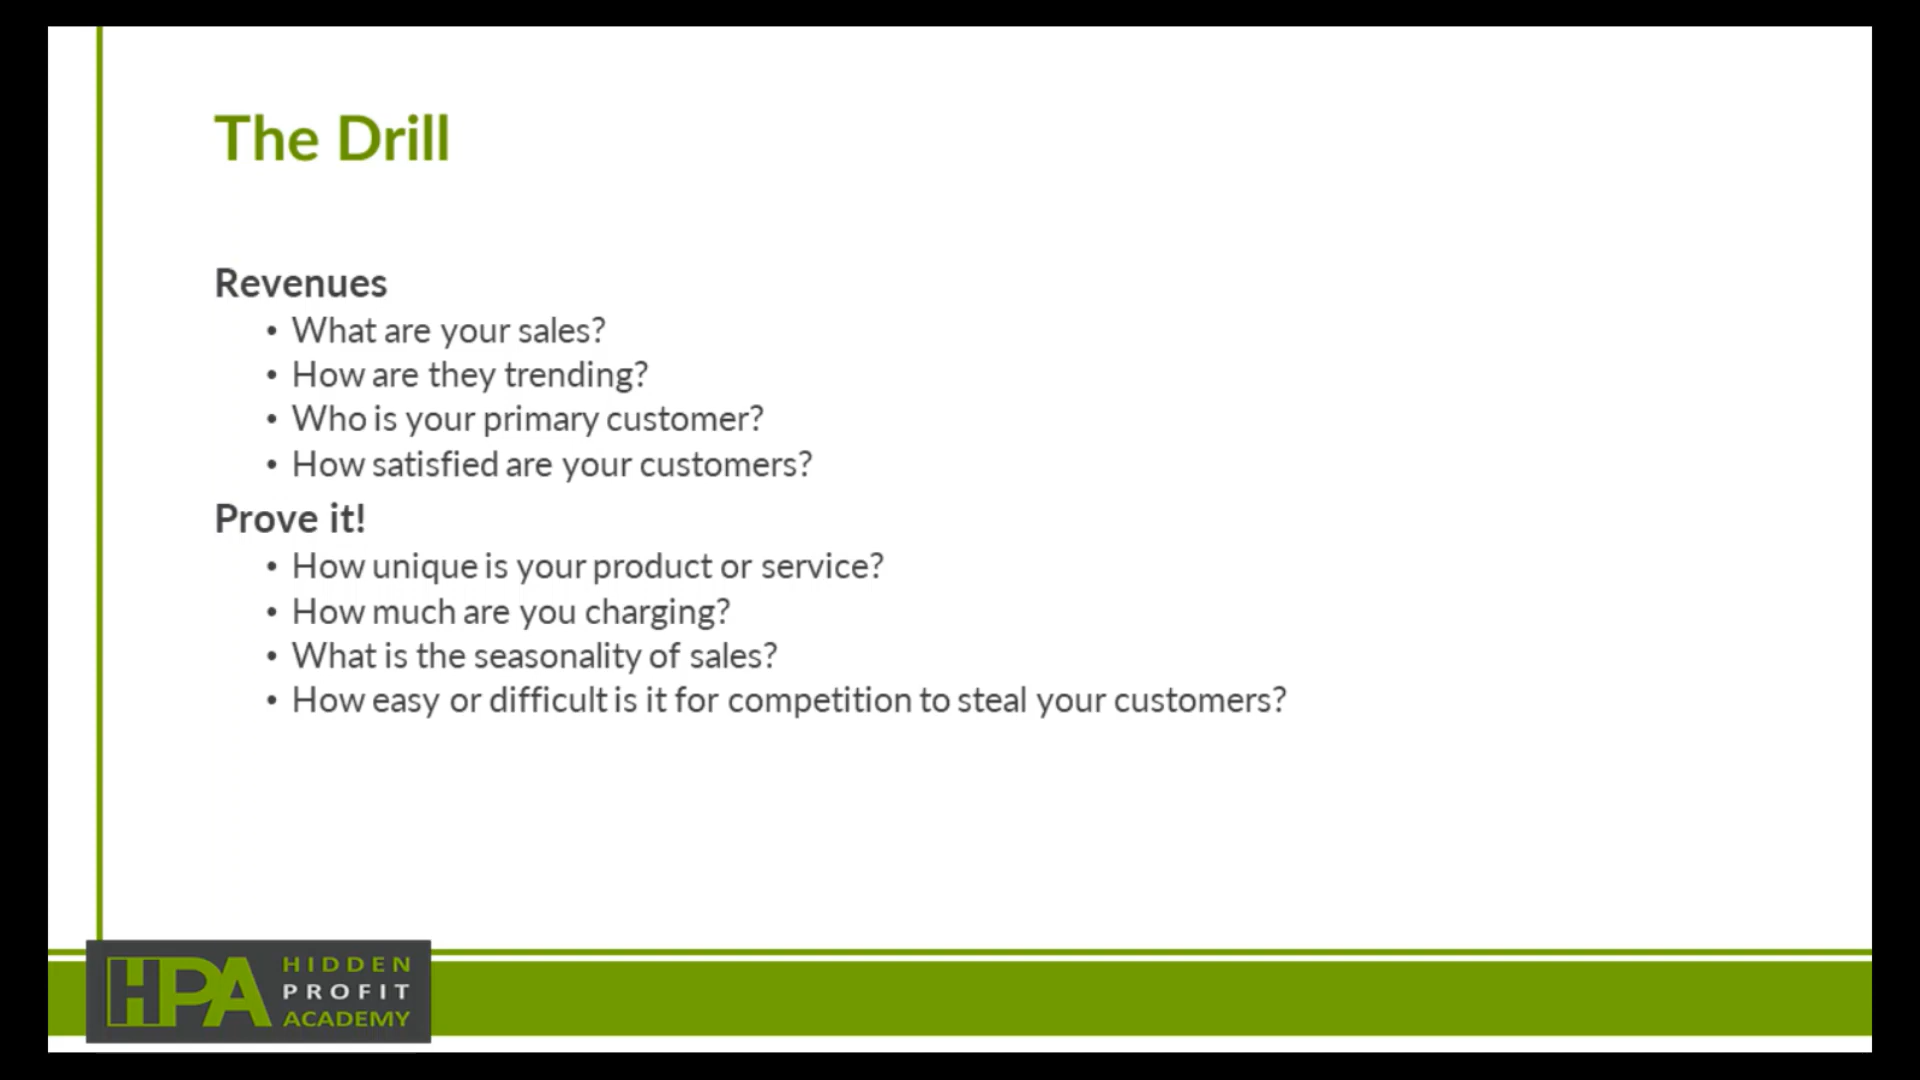 The Drill
Revenues
• What are your sales?
• How are they trending?
• Who is your primary customer?
• How satisfied are your customers?
Prove it!
• How unique is your product or service?
• How much are you charging?
• What is the seasonality of sales?
• How easy or difficult is it for competition to steal your customers?
HPA
HIDDEN
PROFIT
ACADEMY